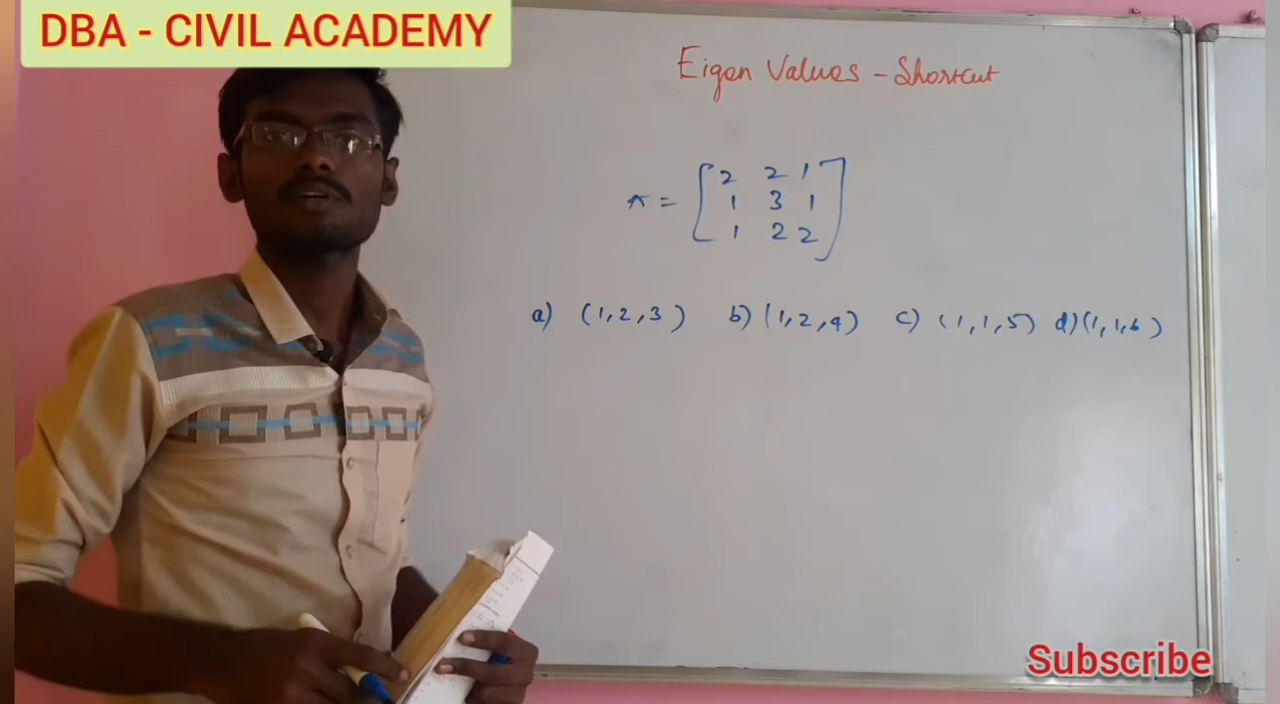 DBA - CIVIL ACADEMY
Eigen Values - Shortcut
A = [2 2 1
1 3 1
1 2 2]
a) (1,2,3) b) (1,2,4) c) (1,1,5) d) (1,1,6)
Subscribe